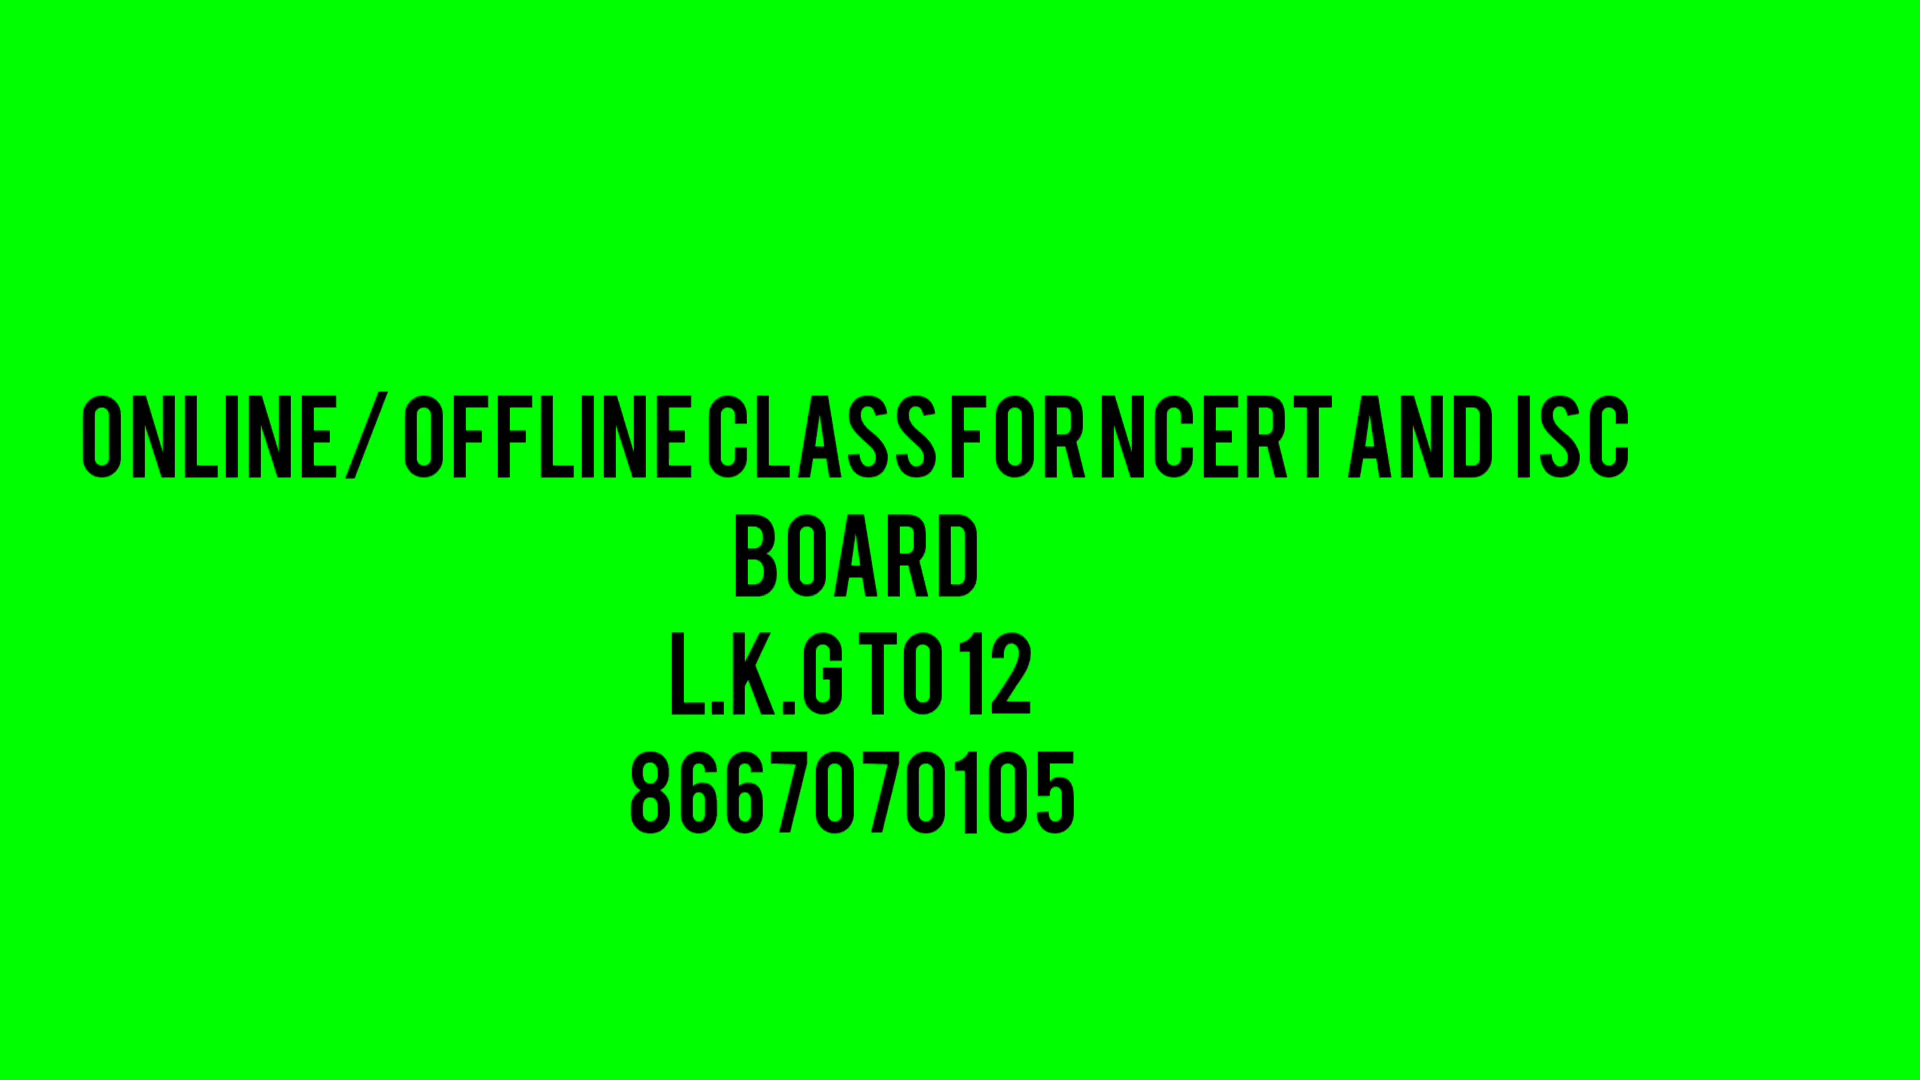 ONLINE/ OFFLINE CLASS FOR NCERT AND ISC
BOARD
L.K.G TO 12
8667070105